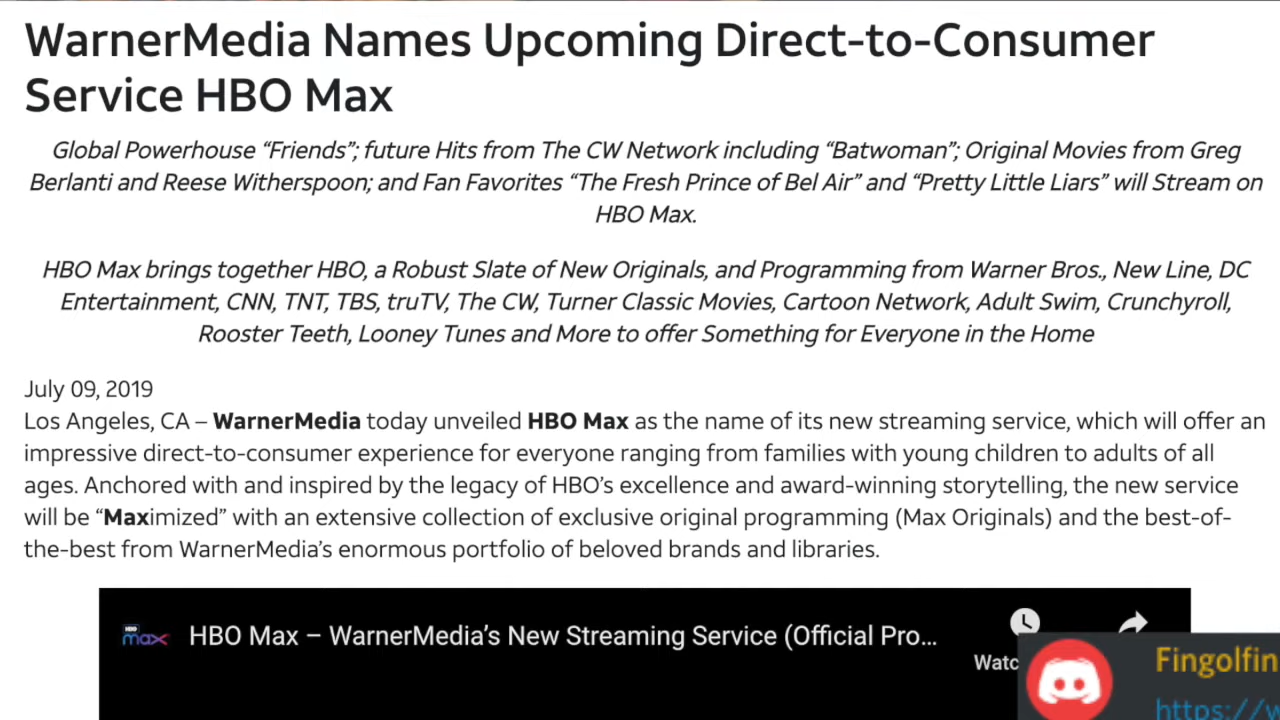 WarnerMedia Names Upcoming Direct-to-Consumer
Service HBO Max
Global Powerhouse “Friends”; future Hits from The CW Network including “Batwoman”; Original Movies from Greg
Berlanti and Reese Witherspoon; and Fan Favorites “The Fresh Prince of Bel Air” and “Pretty Little Liars” will Stream on
HBO Max.
HBO Max brings together HBO, a Robust Slate of New Originals, and Programming from Warner Bros., New Line, DC
Entertainment, CNN, TNT, TBS, truTV, The CW, Turner Classic Movies, Cartoon Network, Adult Swim, Crunchyroll,
Rooster Teeth, Looney Tunes and More to offer Something for Everyone in the Home
July 09, 2019
Los Angeles, CA – WarnerMedia today unveiled HBO Max as the name of its new streaming service, which will offer an
impressive direct-to-consumer experience for everyone ranging from families with young children to adults of all
ages. Anchored with and inspired by the legacy of HBO’s excellence and award-winning storytelling, the new service
will be “Maximized” with an extensive collection of exclusive original programming (Max Originals) and the best-of-
the-best from WarnerMedia’s enormous portfolio of beloved brands and libraries.
HBO
max
HBO Max – WarnerMedia’s New Streaming Service (Official Pro...
Watc
Fingolfin
https://w